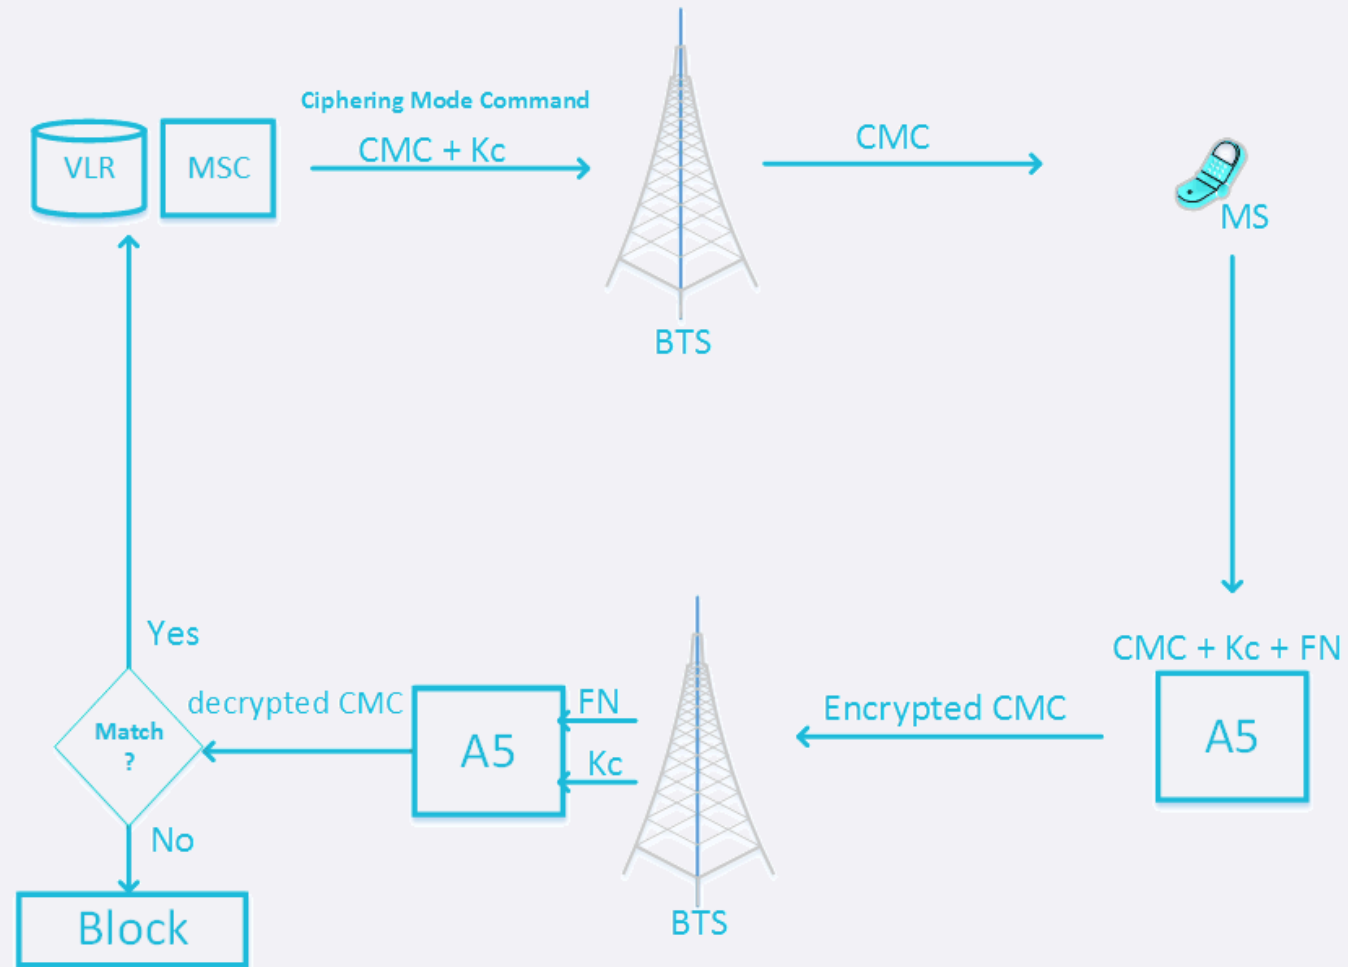 Ciphering Mode Command
CMC + Kc
CMC
VLR
MSC
MS
BTS
CMC + Kc + FN
A5
Encrypted CMC
FN
Kc
A5
decrypted CMC
BTS
Yes
Match
?
No
Block